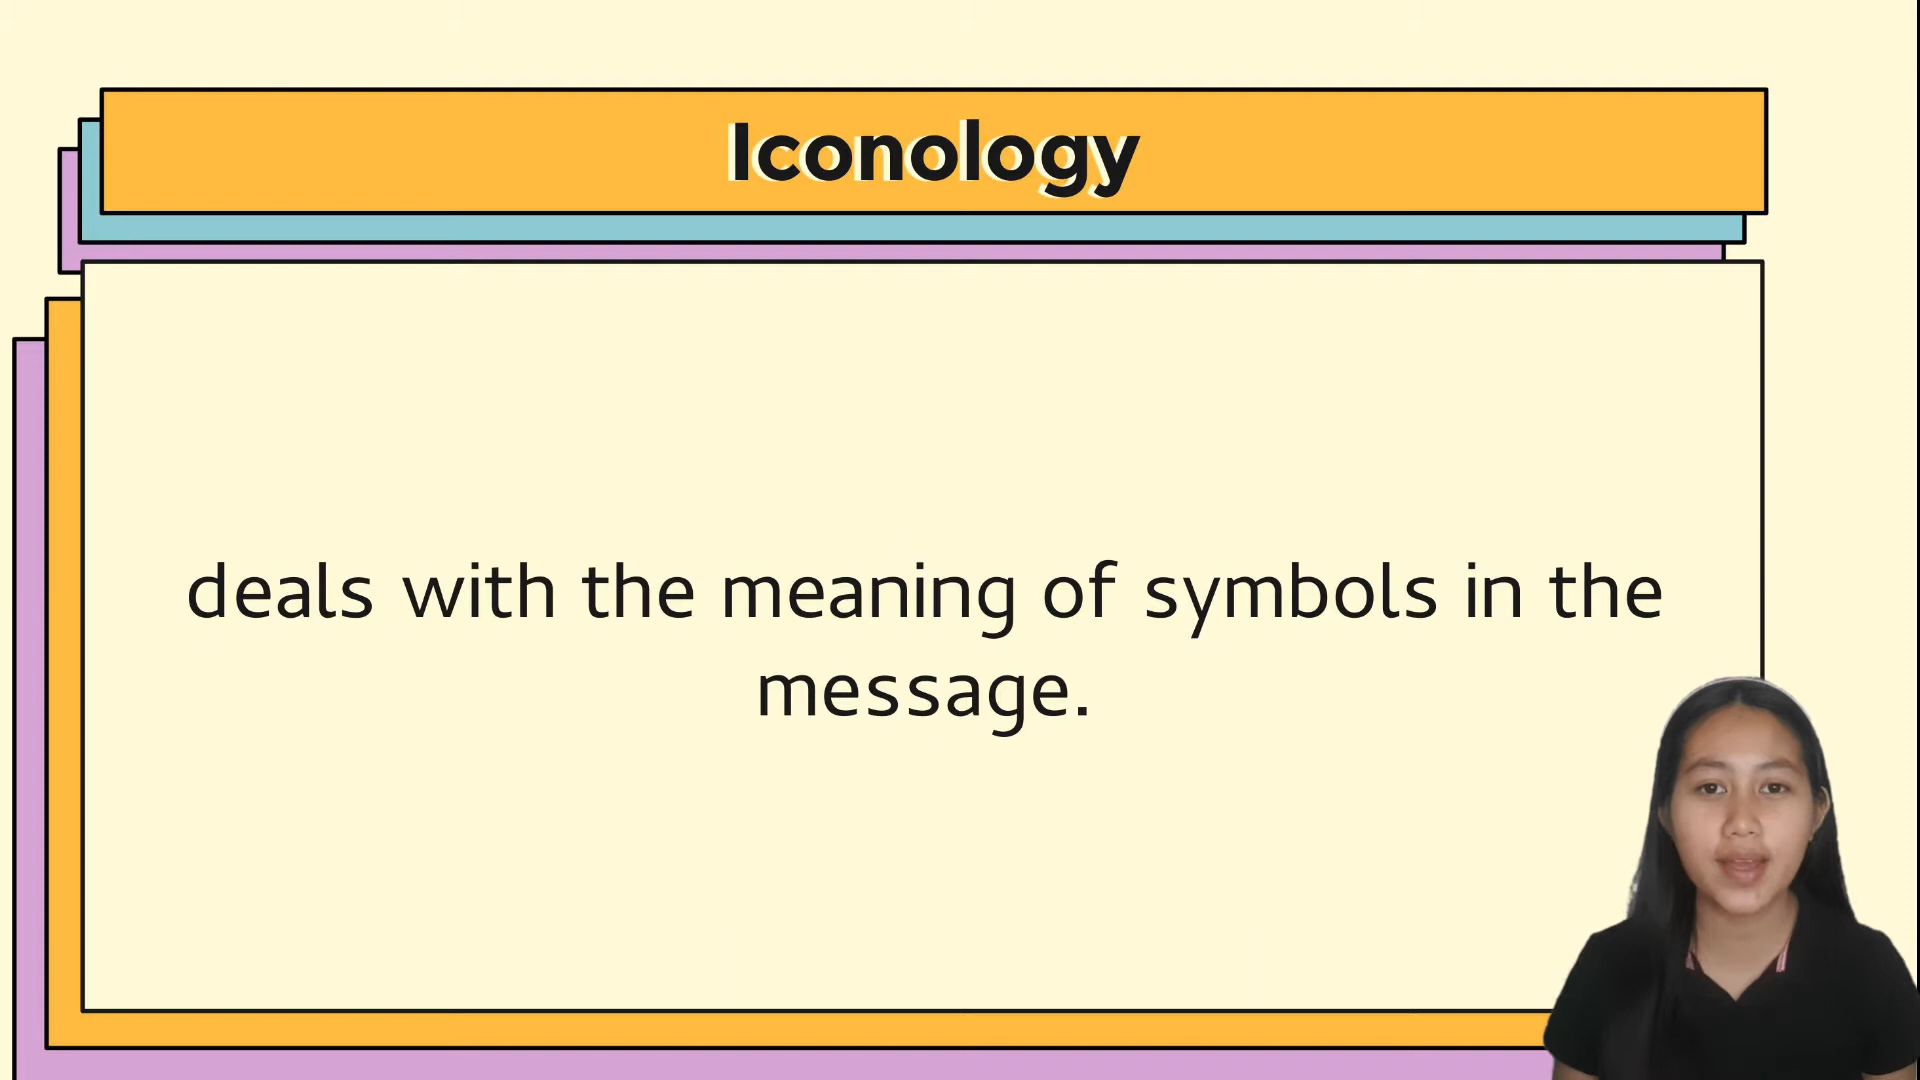 Iconology
deals with the meaning of symbols in the
message.